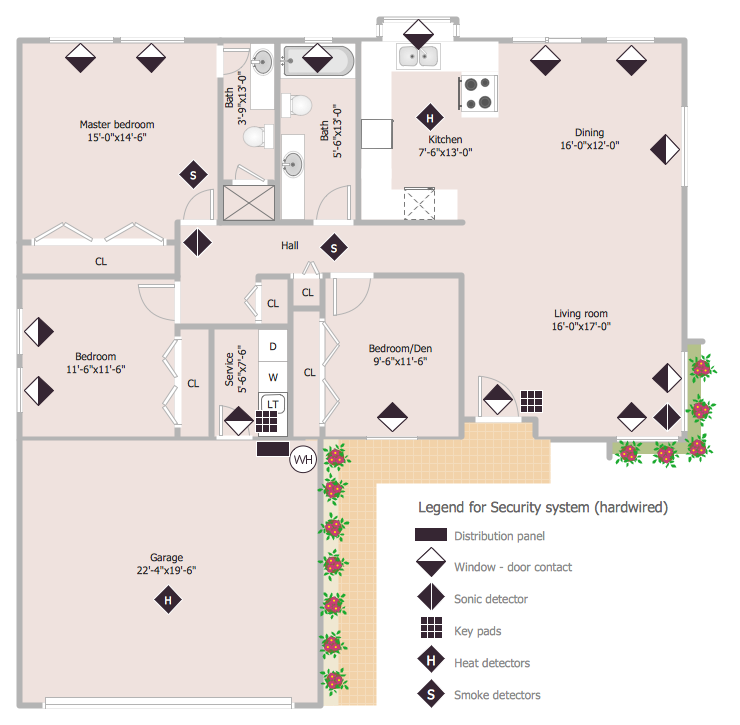 Master bedroom
15'-0"x14'-6"
Bath
3'-9"x13'-0"
Bath
5'-6"x13'-0"
H
Kitchen
7'-6"x13'-0"
Dining
16'-0"x12'-0"
S
Hall
S
CL
CL
CL
Living room
16'-0"x17'-0"
Bedroom
11'-6"x11'-6"
CL
Service
5'-6"x7'-6"
D
W
LT
CL
Bedroom/Den
9'-6"x11'-6"
WH
Garage
22'-4"x19'-6"
H
Legend for Security system (hardwired)
Distribution panel
Window - door contact
Sonic detector
Key pads
H
Heat detectors
S
Smoke detectors